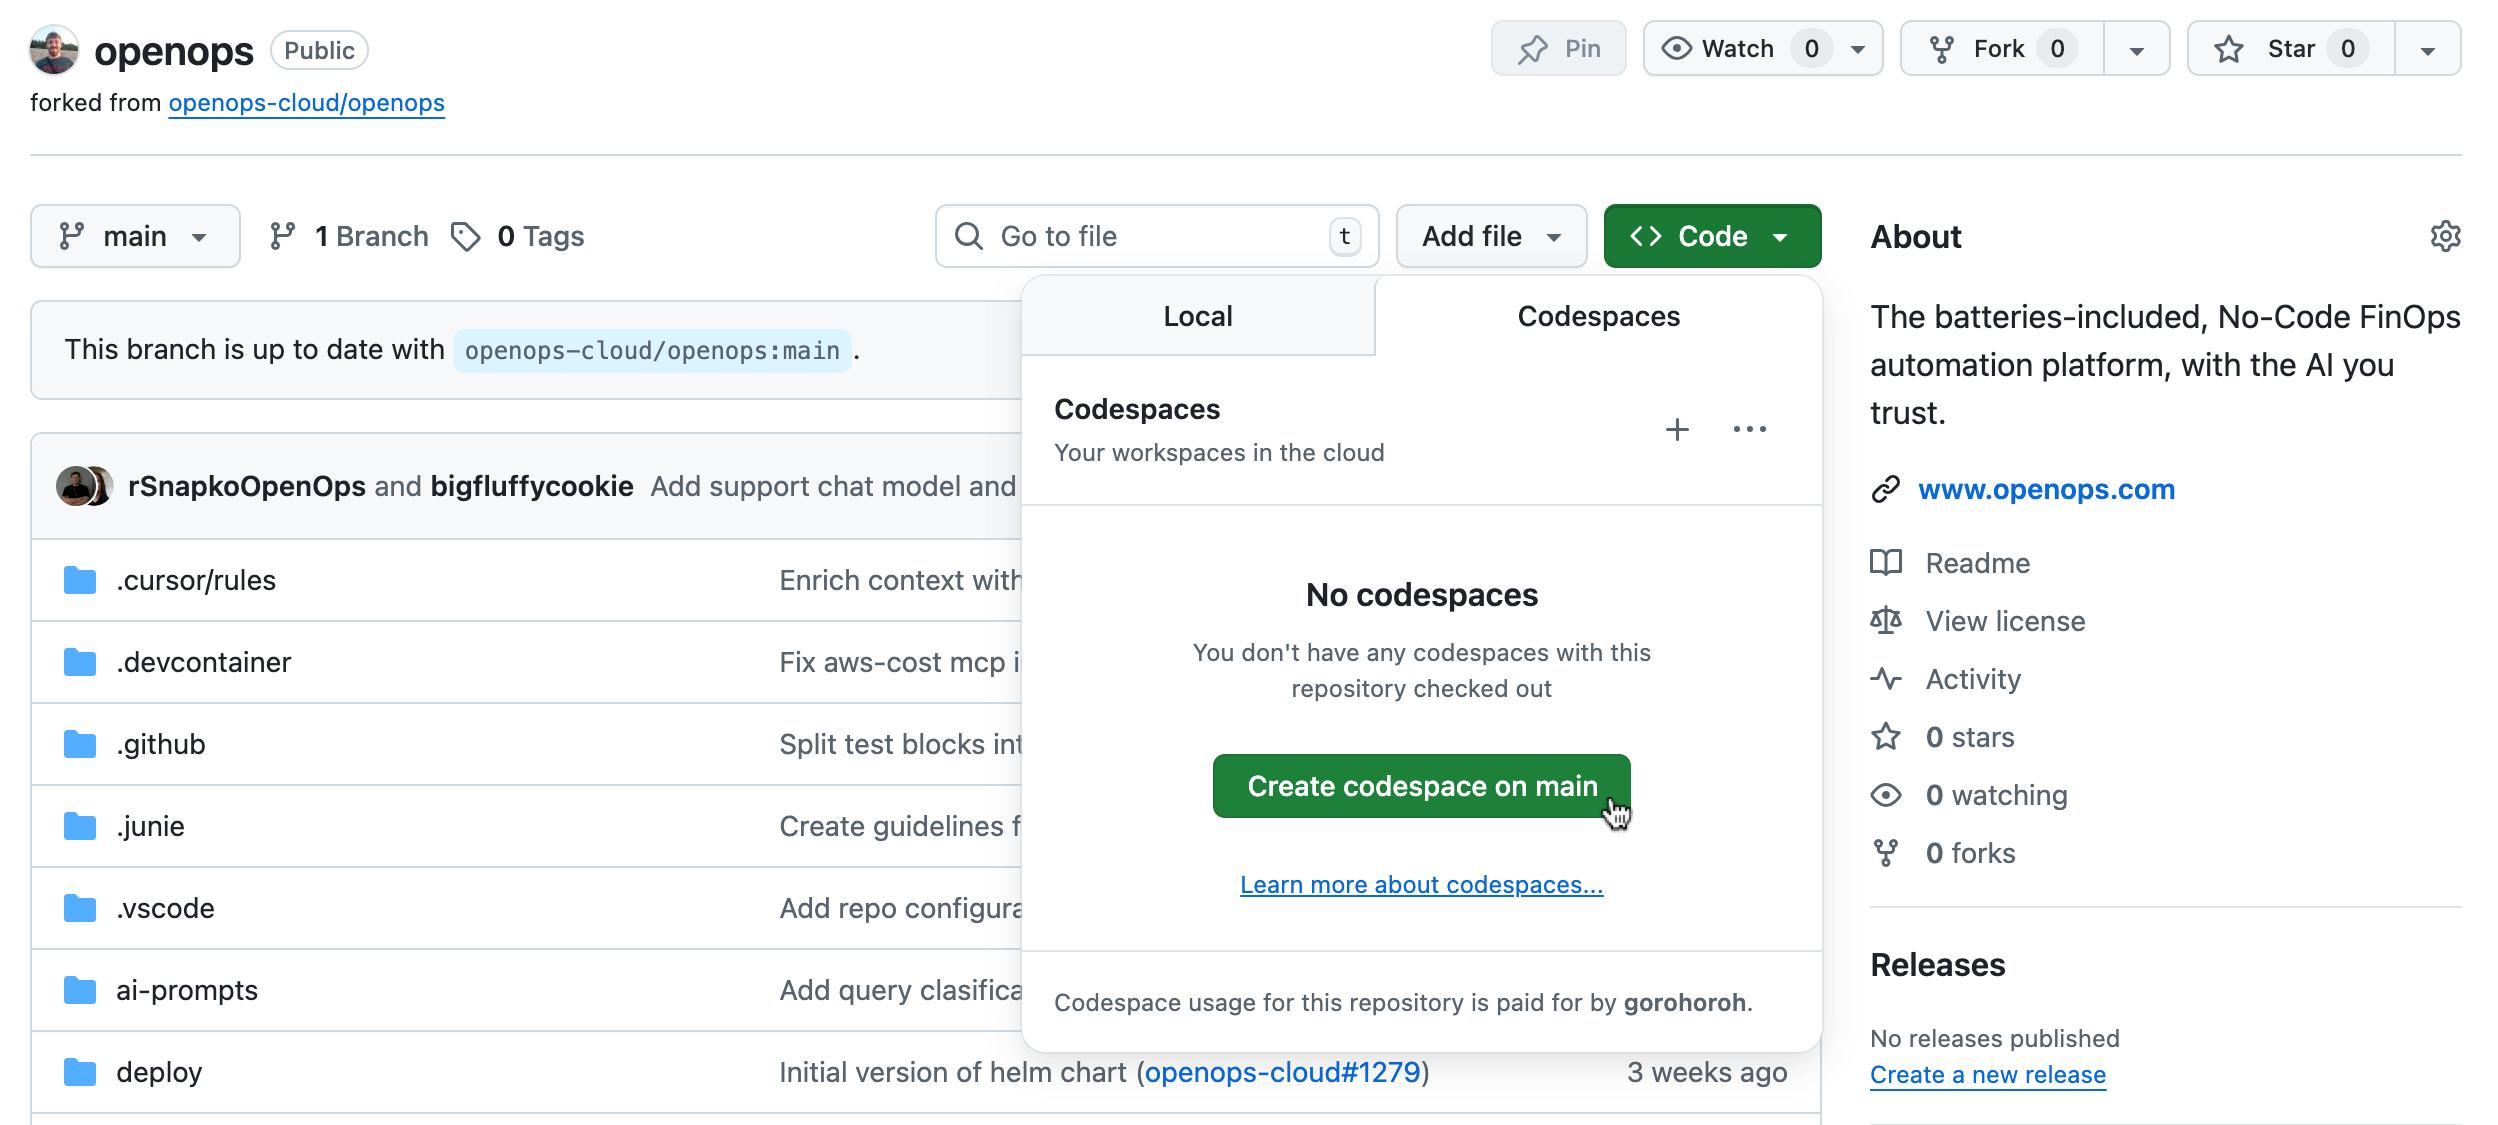 openops Public
Pin
Watch 0
Fork 0
Star 0
forked from openops-cloud/openops
main
1 Branch
0 Tags
Go to file t
Add file
Code
This branch is up to date with openops-cloud/openops:main .
rSnapkoOpenOps and bigfluffycookie Add support chat model and
.cursor/rules Enrich context with
.devcontainer Fix aws-cost mcp i
.github Split test blocks int
.junie Create guidelines f
.vscode Add repo configura
ai-prompts Add query clasifica
deploy Initial version of helm chart (openops-cloud#1279) 3 weeks ago
Local Codespaces
Codespaces
Your workspaces in the cloud
No codespaces
You don't have any codespaces with this
repository checked out
Create codespace on main
Learn more about codespaces...
Codespace usage for this repository is paid for by gorohoroh.
About
The batteries-included, No-Code FinOps
automation platform, with the AI you
trust.
www.openops.com
Readme
View license
Activity
0 stars
0 watching
0 forks
Releases
No releases published
Create a new release